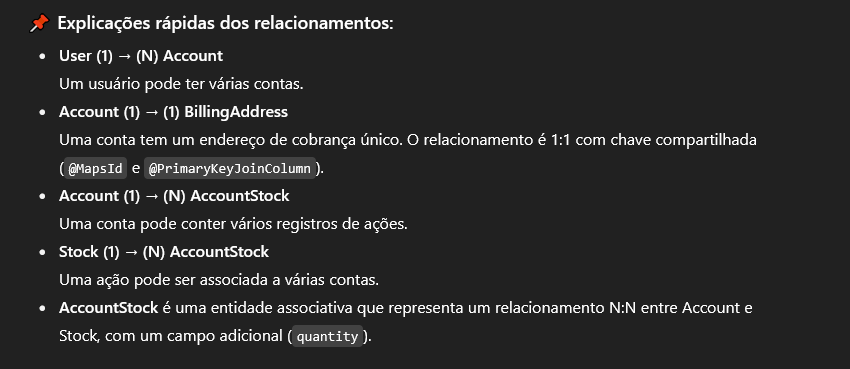 📌 Explicações rápidas dos relacionamentos:
• User (1) → (N) Account
Um usuário pode ter várias contas.
• Account (1) → (1) BillingAddress
Uma conta tem um endereço de cobrança único. O relacionamento é 1:1 com chave compartilhada
(@MapsId e @PrimaryKeyJoinColumn).
• Account (1) → (N) AccountStock
Uma conta pode conter vários registros de ações.
• Stock (1) → (N) AccountStock
Uma ação pode ser associada a várias contas.
• AccountStock é uma entidade associativa que representa um relacionamento N:N entre Account e
Stock, com um campo adicional (quantity).